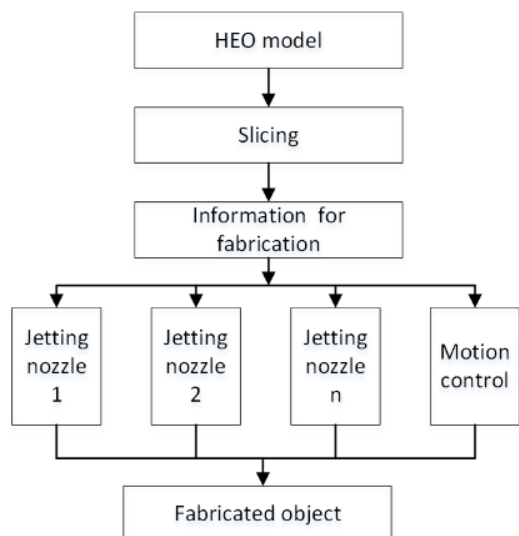 HEO model
Slicing
Information for
fabrication
Jetting
nozzle
1
Jetting
nozzle
2
Jetting
nozzle
n
Motion
control
Fabricated object